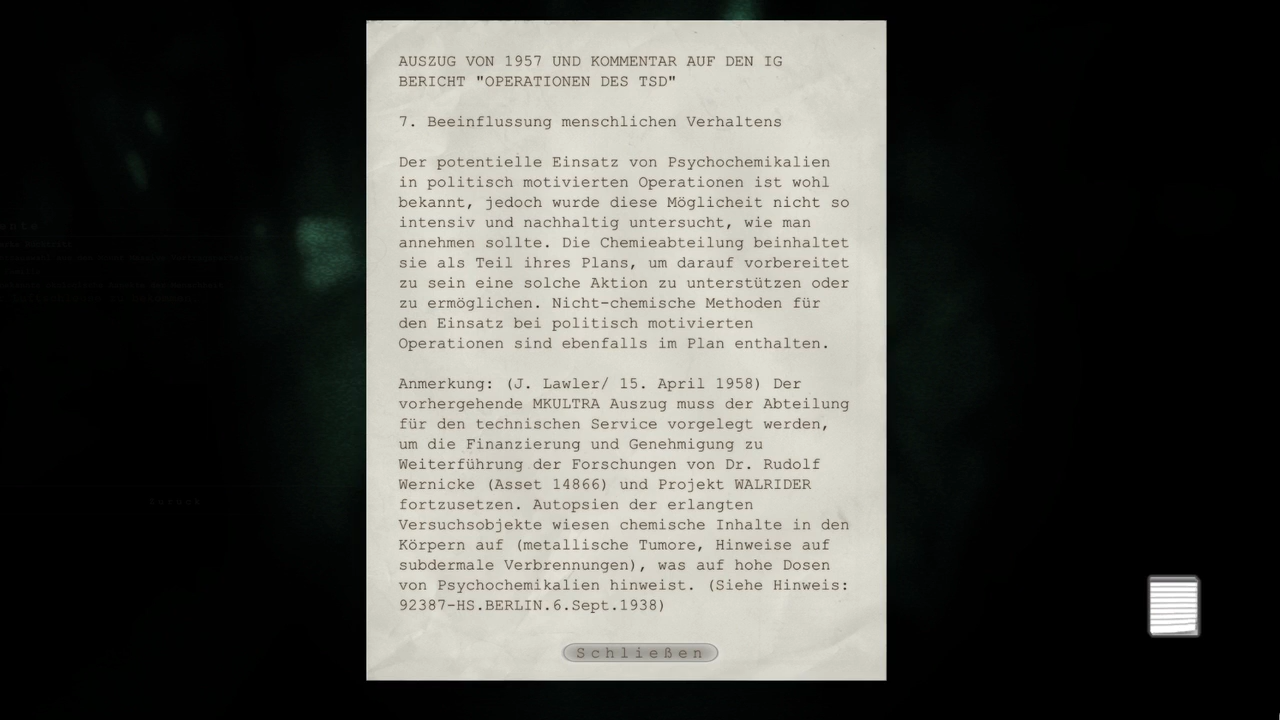 AUSZUG VON 1957 UND KOMMENTAR AUF DEN IG
BERICHT "OPERATIONEN DES TSD"
7. Beeinflussung menschlichen Verhaltens
Der potentielle Einsatz von Psychochemikalien
in politisch motivierten Operationen ist wohl
bekannt, jedoch wurde diese Möglicheit nicht so
intensiv und nachhaltig untersucht, wie man
annehmen sollte. Die Chemieabteilung beinhaltet
sie als Teil ihres Plans, um darauf vorbereitet
zu sein eine solche Aktion zu unterstützen oder
zu ermöglichen. Nicht-chemische Methoden für
den Einsatz bei politisch motivierten
Operationen sind ebenfalls im Plan enthalten.
Anmerkung: (J. Lawler/ 15. April 1958) Der
vorhergehende MKULTRA Auszug muss der Abteilung
für den technischen Service vorgelegt werden,
um die Finanzierung und Genehmigung zu
Weiterführung der Forschungen von Dr. Rudolf
Wernicke (Asset 14866) und Projekt WALRIDER
fortzusetzen. Autopsien der erlangten
Versuchsobjekte wiesen chemische Inhalte in den
Körpern auf (metallische Tumore, Hinweise auf
subdermale Verbrennungen), was auf hohe Dosen
von Psychochemikalien hinweist. (Siehe Hinweis:
92387-HS.BERLIN.6.Sept.1938)
Schließen